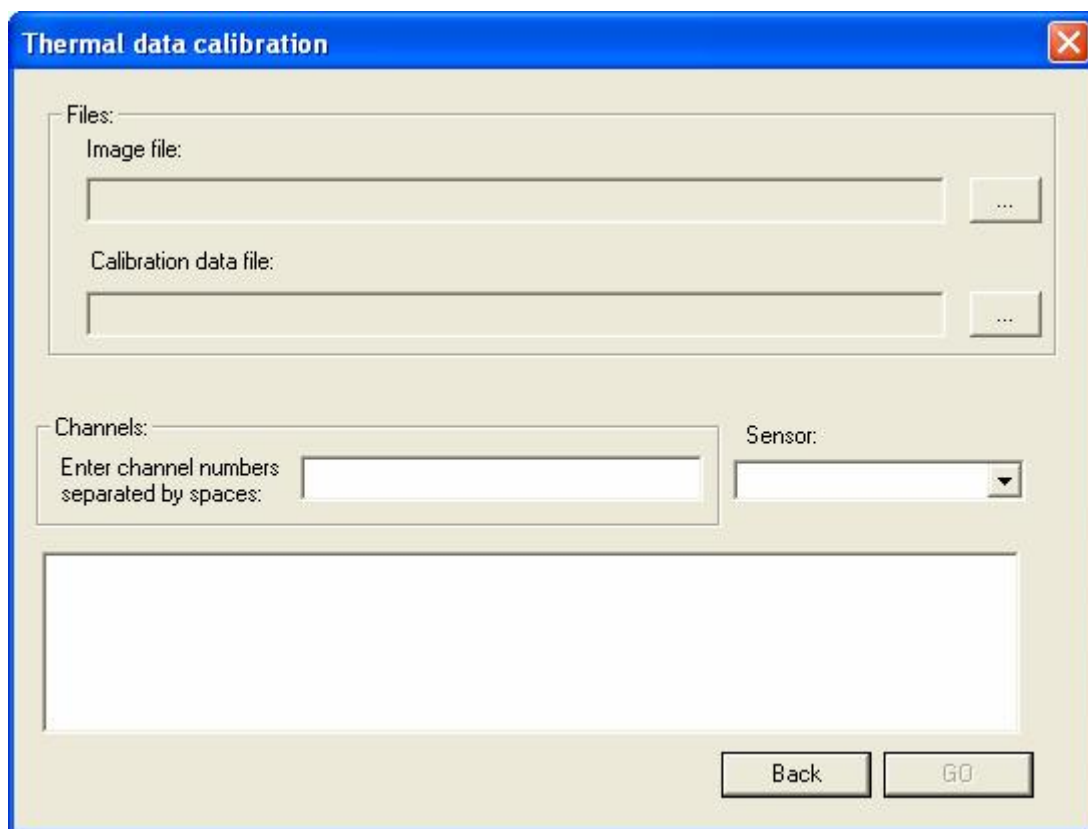 Thermal data calibration
Files:
Image file:
...
Calibration data file:
...
Channels:
Enter channel numbers
separated by spaces:
Sensor:
Back
GO